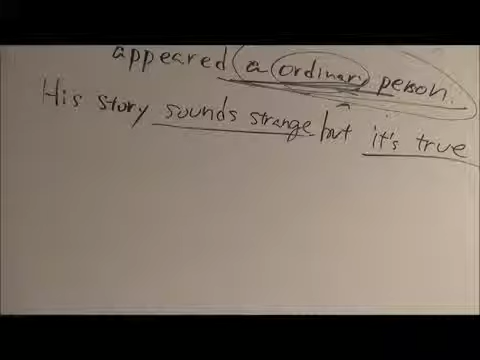 appeared a ordinary person.
His story sounds strange but it's true